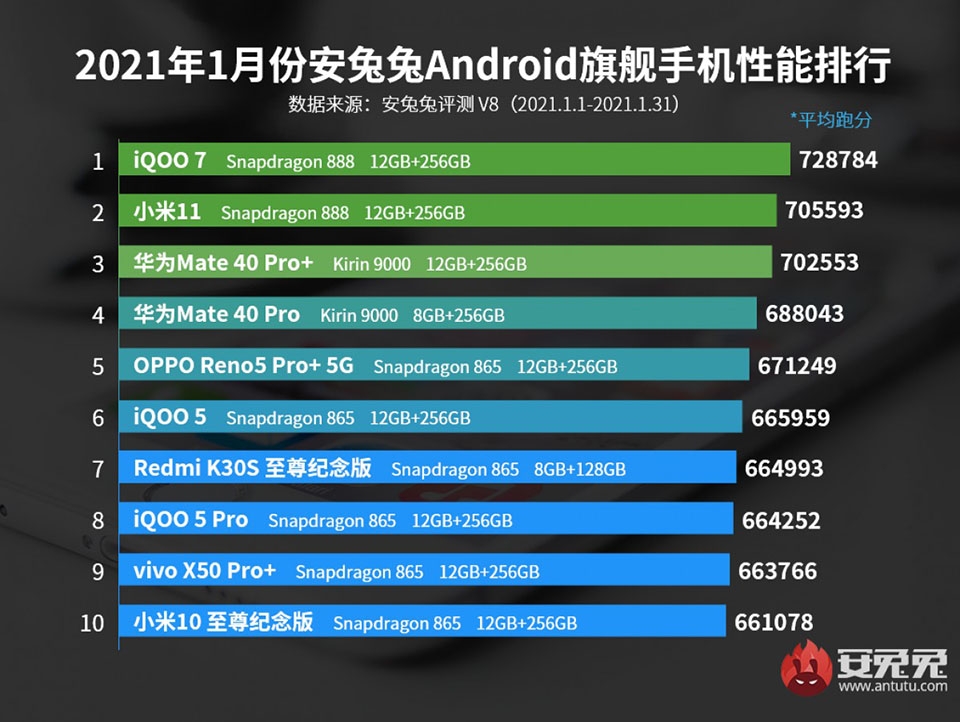 2021年1月份安兔兔Android旗舰手机性能排行
数据来源：安兔兔评测 V8（2021.1.1-2021.1.31）
*平均跑分
1 iQOO 7 Snapdragon 888 12GB+256GB 728784
2 小米11 Snapdragon 888 12GB+256GB 705593
3 华为Mate 40 Pro+ Kirin 9000 12GB+256GB 702553
4 华为Mate 40 Pro Kirin 9000 8GB+256GB 688043
5 OPPO Reno5 Pro+ 5G Snapdragon 865 12GB+256GB 671249
6 iQOO 5 Snapdragon 865 12GB+256GB 665959
7 Redmi K30S 至尊纪念版 Snapdragon 865 8GB+128GB 664993
8 iQOO 5 Pro Snapdragon 865 12GB+256GB 664252
9 vivo X50 Pro+ Snapdragon 865 12GB+256GB 663766
10 小米10 至尊纪念版 Snapdragon 865 12GB+256GB 661078
安兔兔
www.antutu.com